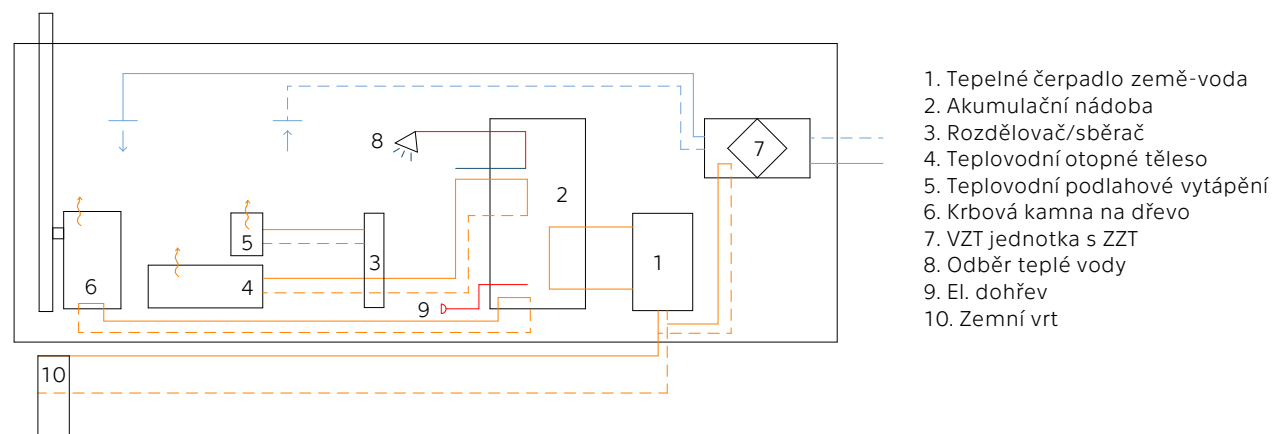 1. Tepelné čerpadlo země-voda
2. Akumulační nádoba
3. Rozdělovač/sběrač
4. Teplovodní otopné těleso
5. Teplovodní podlahové vytápění
6. Krbová kamna na dřevo
7. VZT jednotka s ZZT
8. Odběr teplé vody
9. El. dohřev
10. Zemní vrt
8
7
2
5
3
1
6
4
9
10